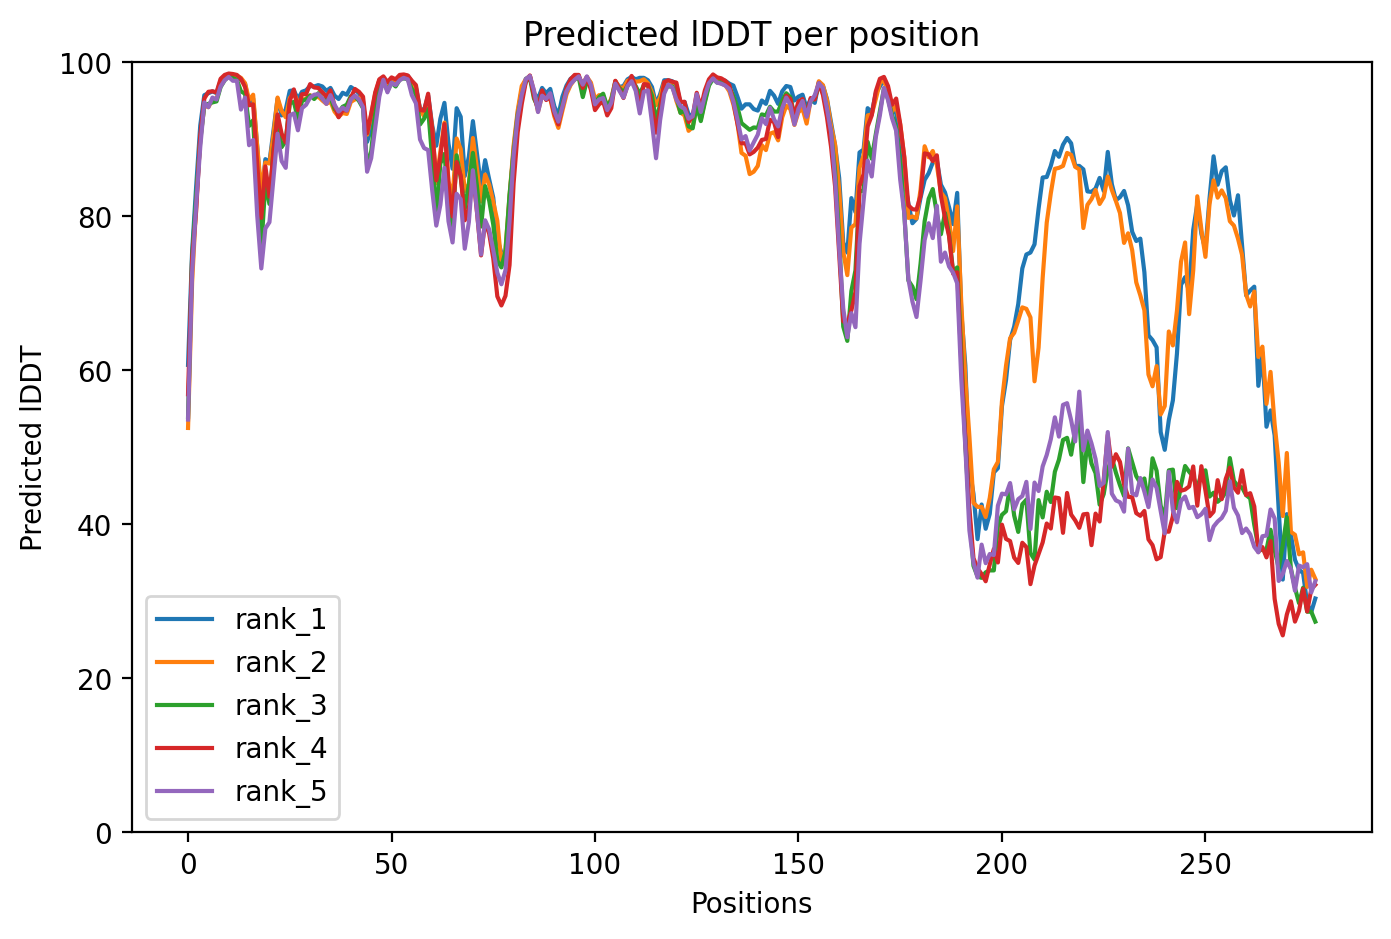 Predicted lDDT per position
Predicted lDDT
100
80
60
40
20
0
rank_1
rank_2
rank_3
rank_4
rank_5
0 50 100 150 200 250
Positions